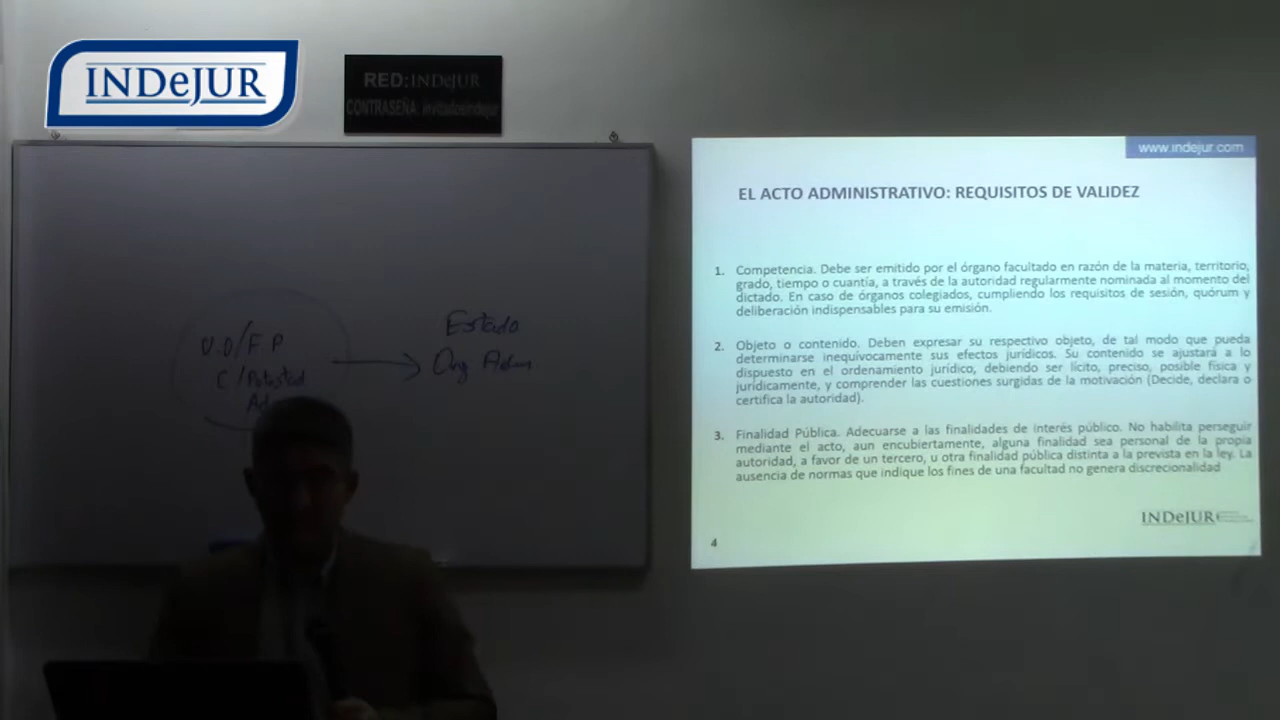 INDeJUR
RED:INDeJUR
CONTRASEÑA: invitadosindejur
U.D/F.P
C/Potestad
Ad
Estado
Org Adm
www.indejur.com
EL ACTO ADMINISTRATIVO: REQUISITOS DE VALIDEZ
1. Competencia. Debe ser emitido por el órgano facultado en razón de la materia, territorio,
grado, tiempo o cuantía, a través de la autoridad regularmente nominada al momento del
dictado. En caso de órganos colegiados, cumpliendo los requisitos de sesión, quórum y
deliberación indispensables para su emisión.
2. Objeto o contenido. Deben expresar su respectivo objeto, de tal modo que pueda
determinarse inequívocamente sus efectos jurídicos. Su contenido se ajustará a lo
dispuesto en el ordenamiento jurídico, debiendo ser lícito, preciso, posible física y
jurídicamente, y comprender las cuestiones surgidas de la motivación (Decide, declara o
certifica la autoridad).
3. Finalidad Pública. Adecuarse a las finalidades de interés público. No habilita perseguir
mediante el acto, aun encubiertamente, alguna finalidad sea personal de la propia
autoridad, a favor de un tercero, u otra finalidad pública distinta a la prevista en la ley. La
ausencia de normas que indique los fines de una facultad no genera discrecionalidad
INDeJUR
4